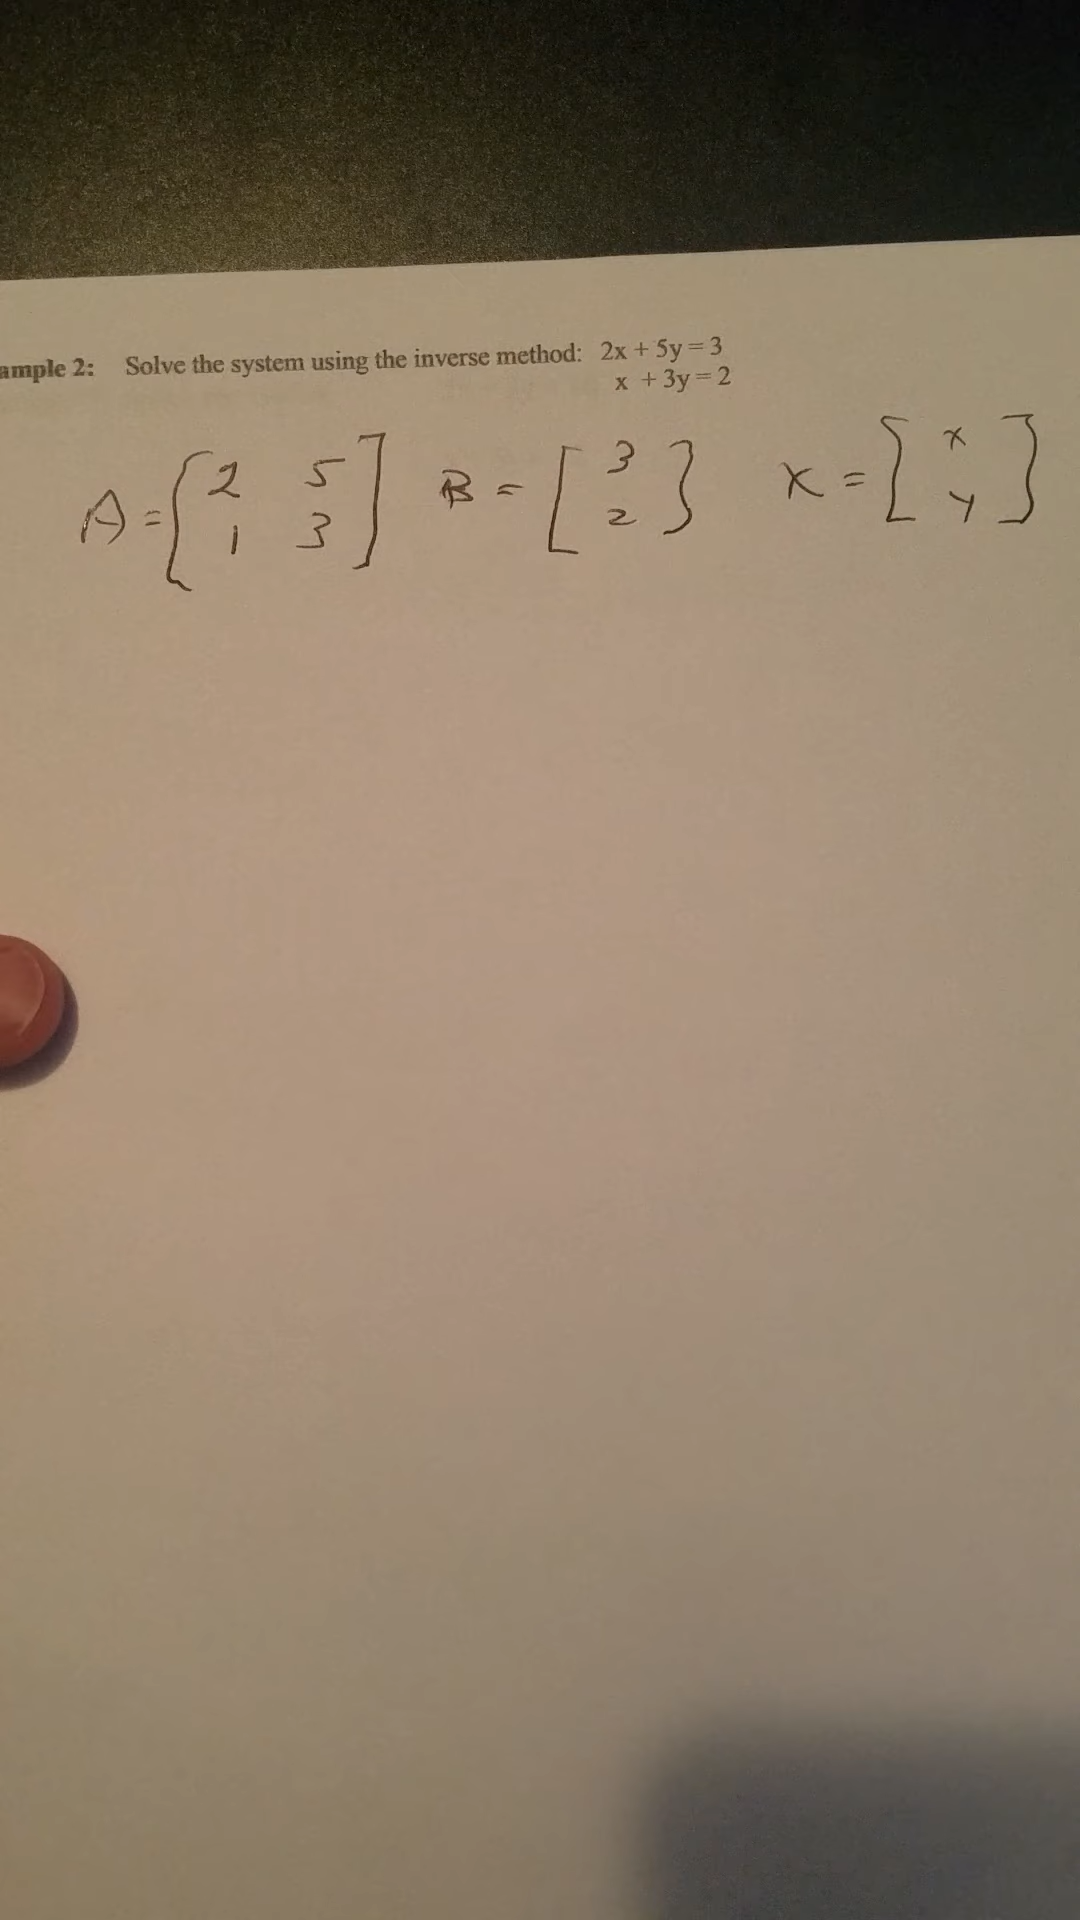 ample 2: Solve the system using the inverse method: 2x + 5y = 3
x + 3y = 2
A = [ 2 5 ] B = [ 3 ] X = [ x ]
1 3 2 y